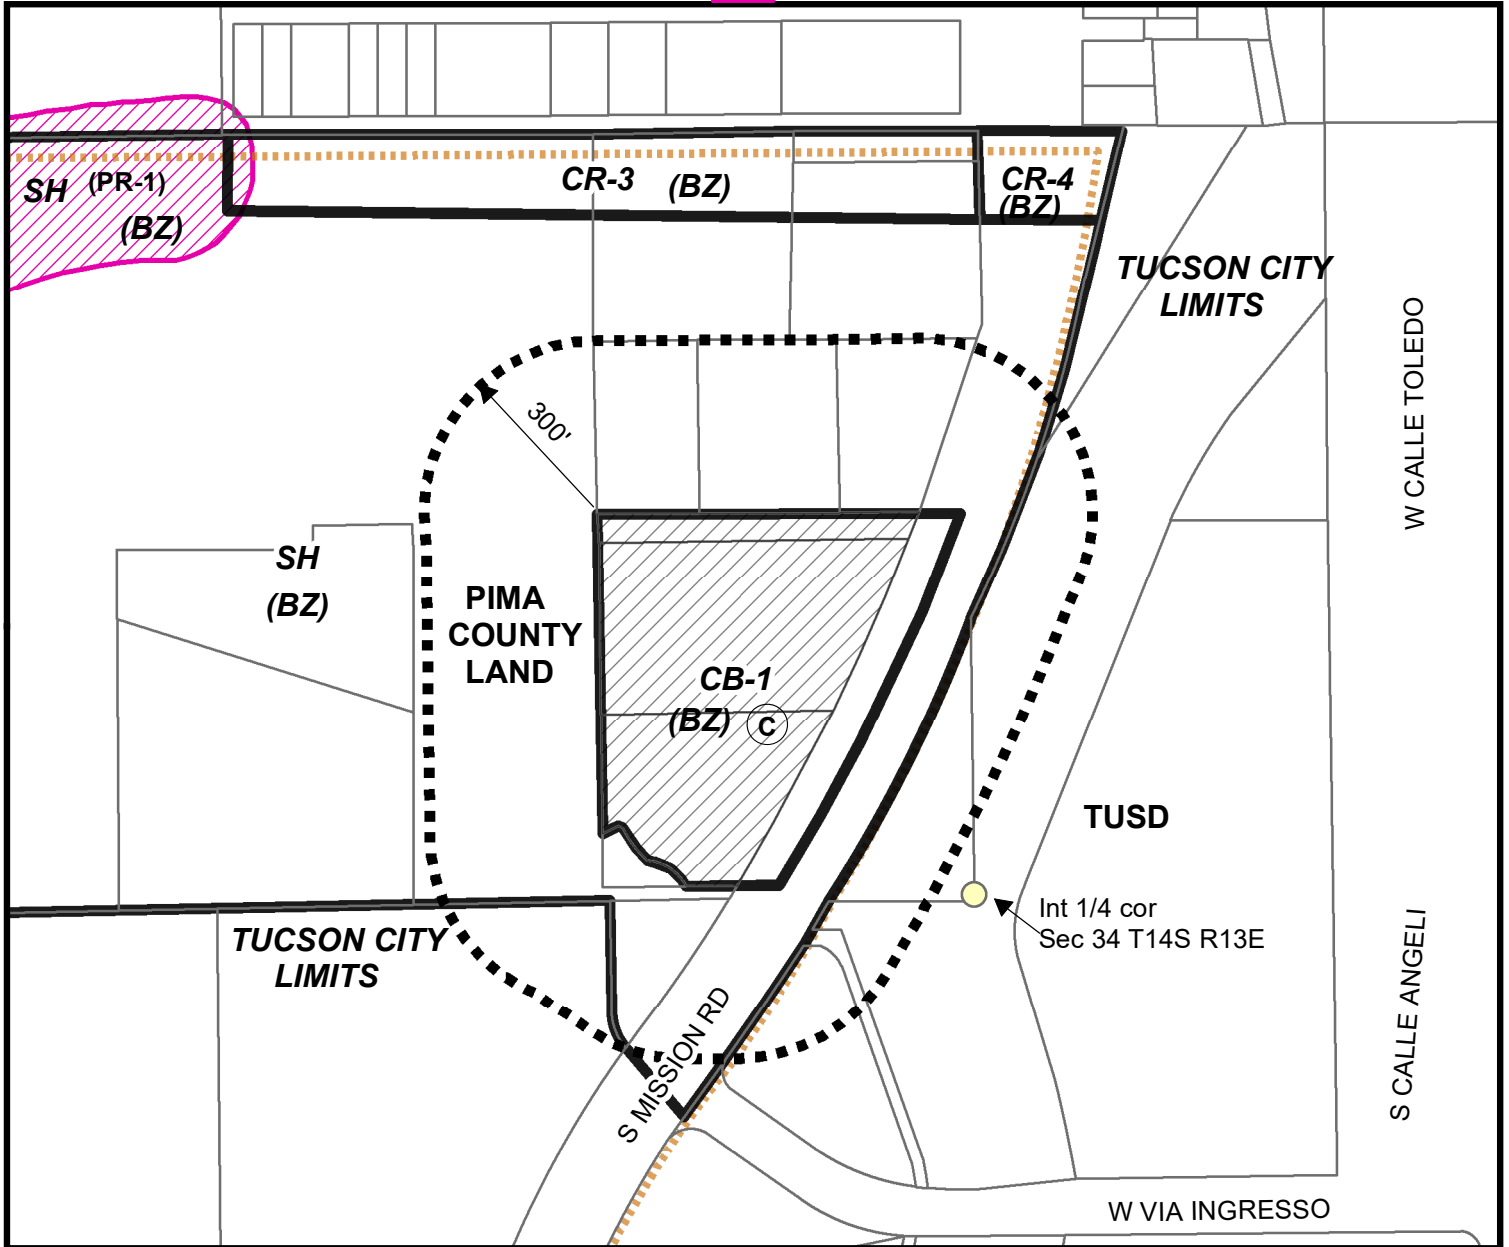 SH (PR-1)
(BZ)
CR-3 (BZ)
CR-4
(BZ)
TUCSON CITY
LIMITS
W CALLE TOLEDO
300'
SH
(BZ)
PIMA
COUNTY
LAND
CB-1
(BZ) C
TUSD
Int 1/4 cor
Sec 34 T14S R13E
TUCSON CITY
LIMITS
S MISSION RD
S CALLE ANGELI
W VIA INGRESSO